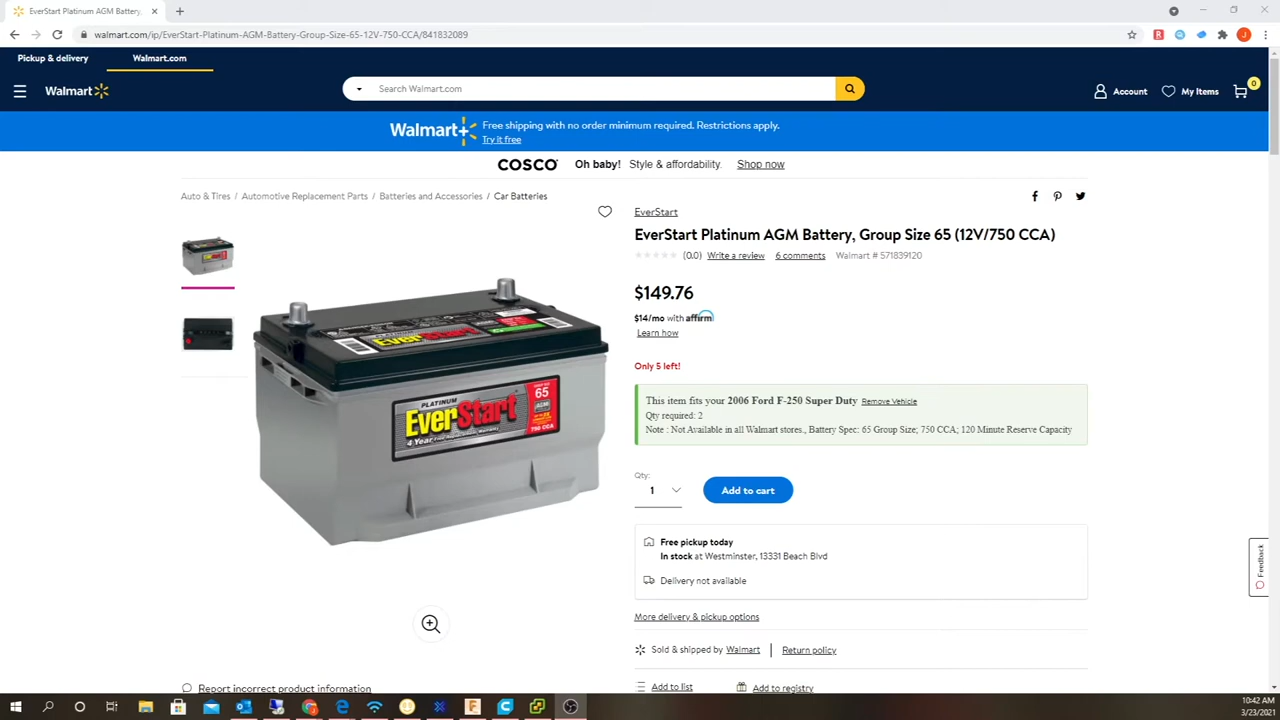 EverStart Platinum AGM Battery,
walmart.com/ip/EverStart-Platinum-AGM-Battery-Group-Size-65-12V-750-CCA/841832089
Pickup & delivery
Walmart.com
Walmart
Search Walmart.com
Account
My Items
0
Walmart+
Free shipping with no order minimum required. Restrictions apply.
Try it free
COSCO Oh baby! Style & affordability. Shop now
Auto & Tires / Automotive Replacement Parts / Batteries and Accessories / Car Batteries
EverStart
EverStart Platinum AGM Battery, Group Size 65 (12V/750 CCA)
(0.0) Write a review 6 comments Walmart # 571839120
$149.76
$14/mo with affirm
Learn how
Only 5 left!
This item fits your 2006 Ford F-250 Super Duty Remove Vehicle
Qty required: 2
Note : Not Available in all Walmart stores., Battery Spec: 65 Group Size; 750 CCA; 120 Minute Reserve Capacity
EverStart
PLATINUM
EverStart
65
AGM
750 CCA
Qty:
1
Add to cart
Free pickup today
In stock at Westminster, 13331 Beach Blvd
Delivery not available
More delivery & pickup options
Sold & shipped by Walmart | Return policy
Add to list
Add to registry
Report incorrect product information
Feedback
10:42 AM
3/23/2021